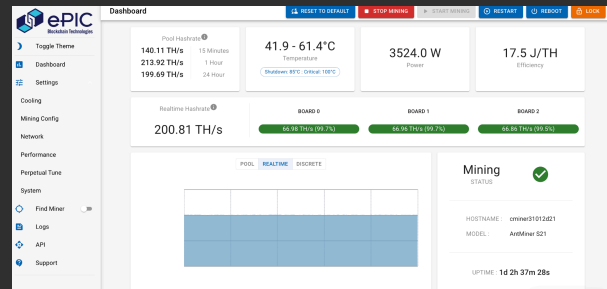 ePIC
Blockchain Technologies
Dashboard
RESET TO DEFAULT
STOP MINING
START MINING
RESTART
REBOOT
LOCK
Toggle Theme
Dashboard
Settings
Cooling
Mining Config
Network
Performance
Perpetual Tune
System
Find Miner
Logs
API
Support
Pool Hashrate
140.11 TH/s 15 Minutes
213.92 TH/s 1 Hour
199.69 TH/s 24 Hour
41.9 - 61.4°C
Temperature
Shutdown: 85°C · Critical: 100°C
3524.0 W
Power
17.5 J/TH
Efficiency
Realtime Hashrate
200.81 TH/s
BOARD 0
66.98 TH/s (99.7%)
BOARD 1
66.96 TH/s (99.7%)
BOARD 2
66.86 TH/s (99.5%)
POOL REALTIME DISCRETE
Mining
STATUS
HOSTNAME : cminer31012d21
MODEL : AntMiner S21
UPTIME : 1d 2h 37m 28s